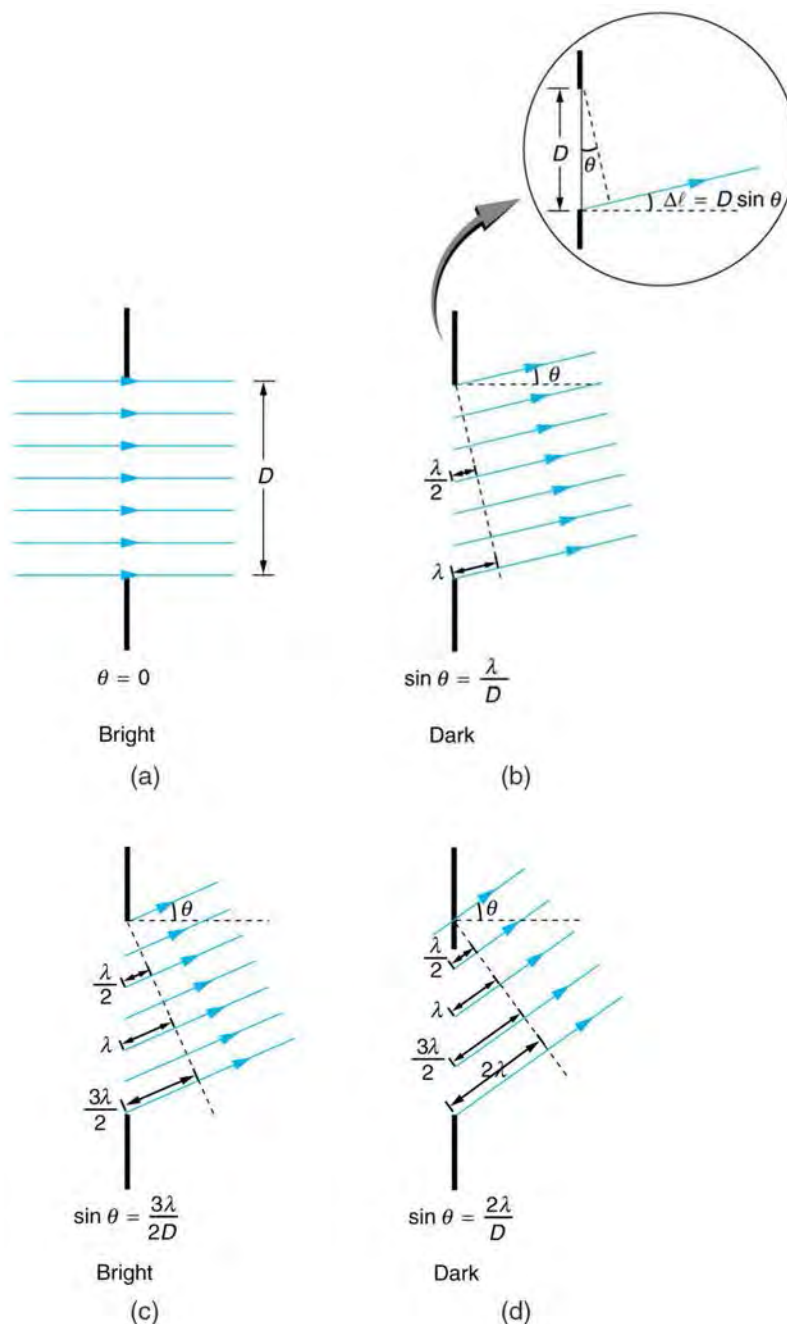 D
θ
Δℓ = D sin θ
D
θ
λ/2
λ
θ = 0
Bright
(a)
sin θ = λ/D
Dark
(b)
θ
λ/2
λ
3λ/2
sin θ = 3λ/2D
Bright
(c)
θ
λ/2
λ
3λ/2
2λ
sin θ = 2λ/D
Dark
(d)